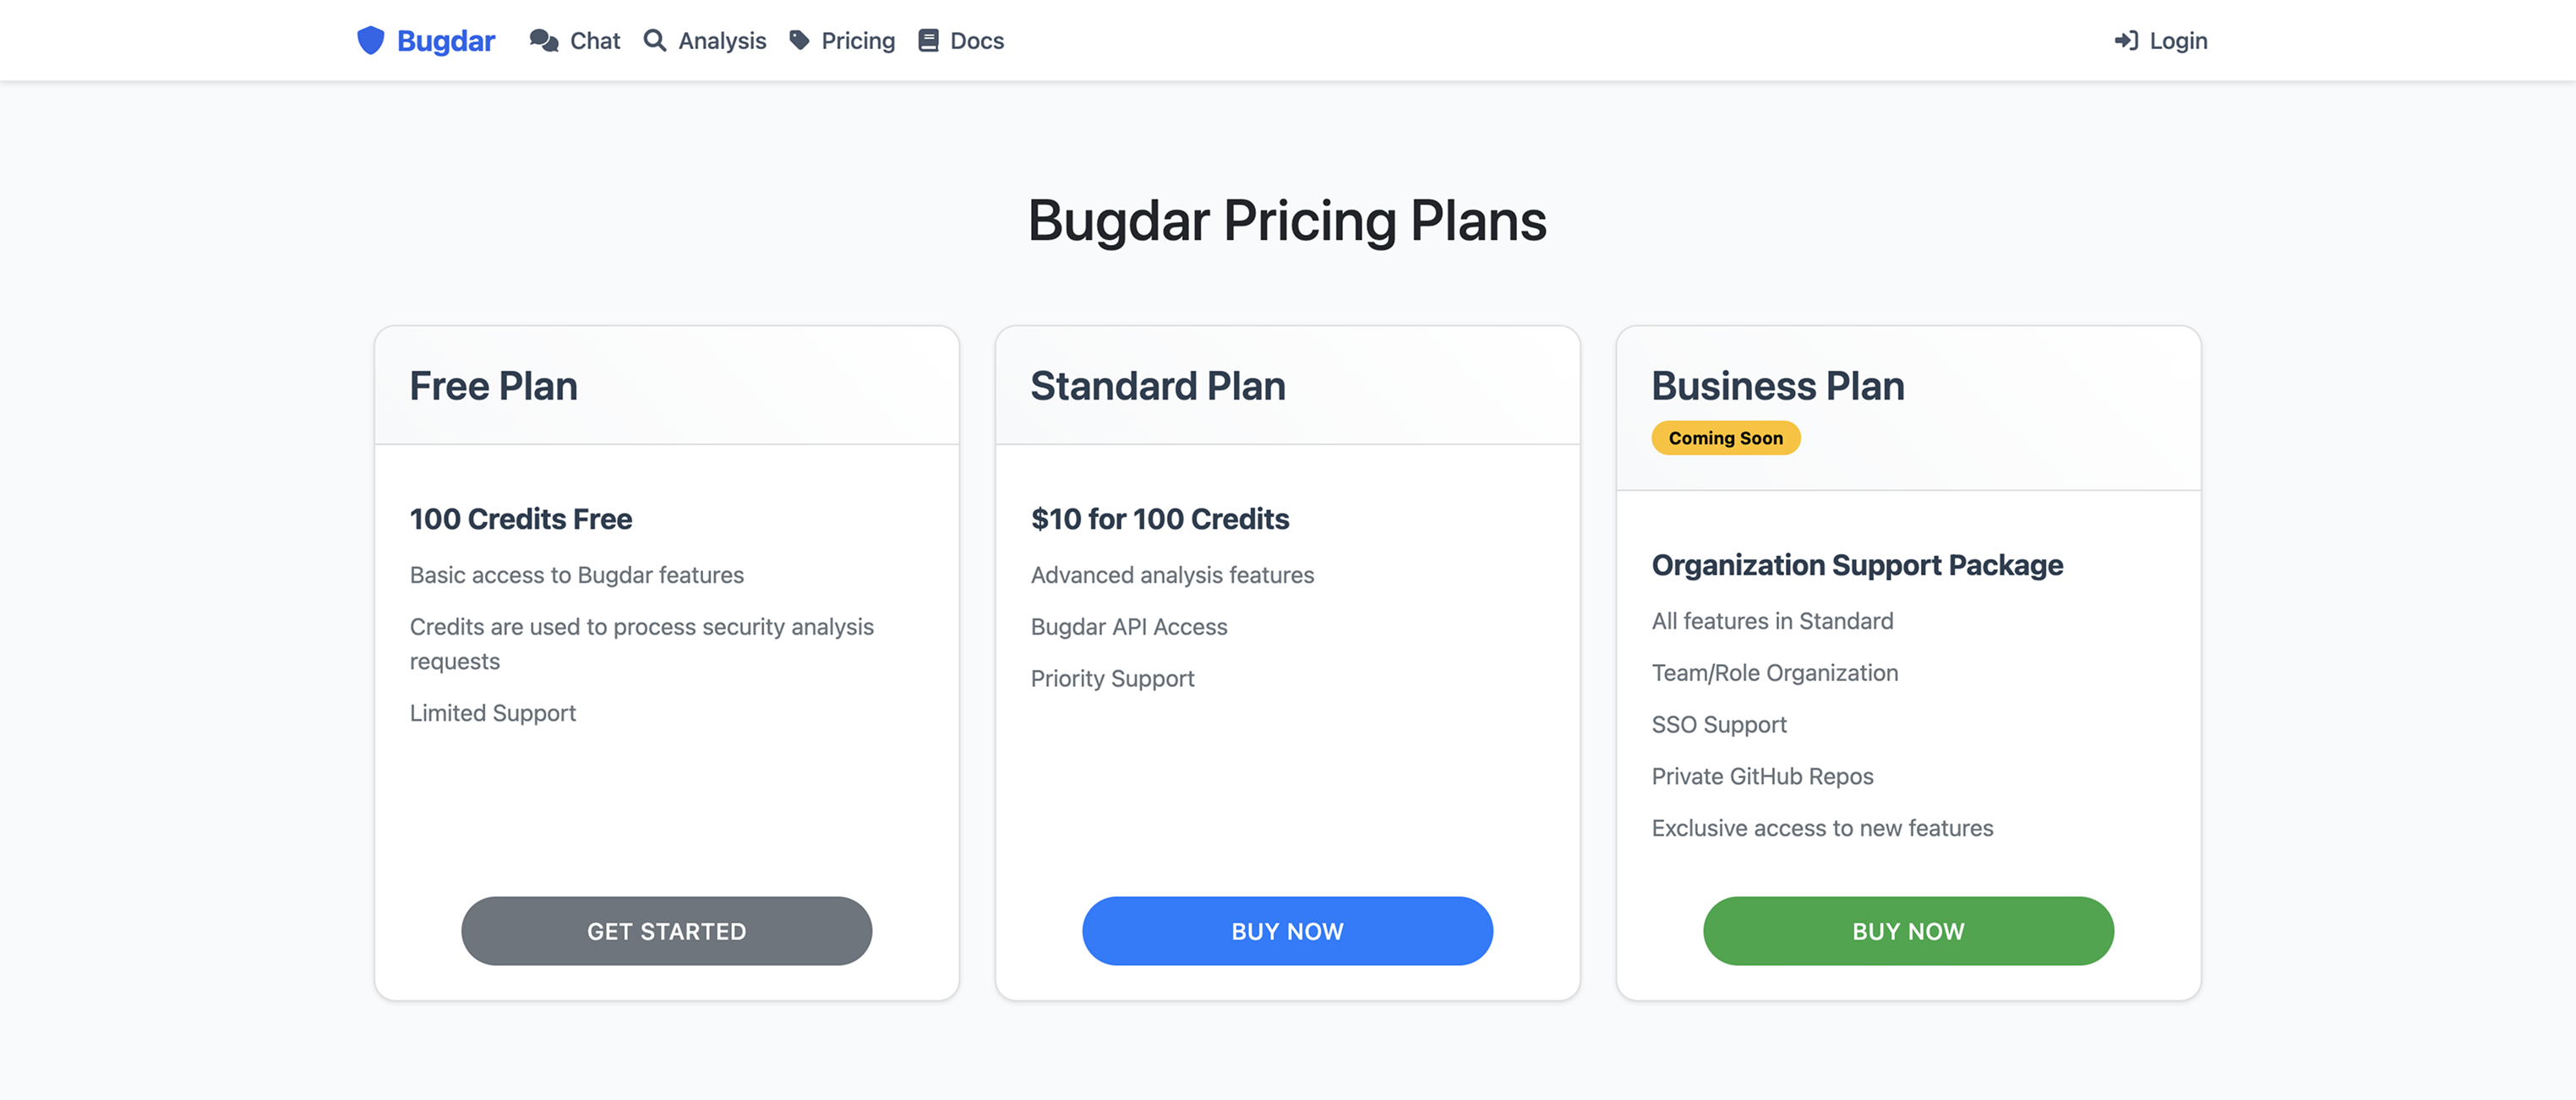 Bugdar
Chat
Analysis
Pricing
Docs
Login
Bugdar Pricing Plans
Free Plan
100 Credits Free
Basic access to Bugdar features
Credits are used to process security analysis
requests
Limited Support
GET STARTED
Standard Plan
$10 for 100 Credits
Advanced analysis features
Bugdar API Access
Priority Support
BUY NOW
Business Plan
Coming Soon
Organization Support Package
All features in Standard
Team/Role Organization
SSO Support
Private GitHub Repos
Exclusive access to new features
BUY NOW